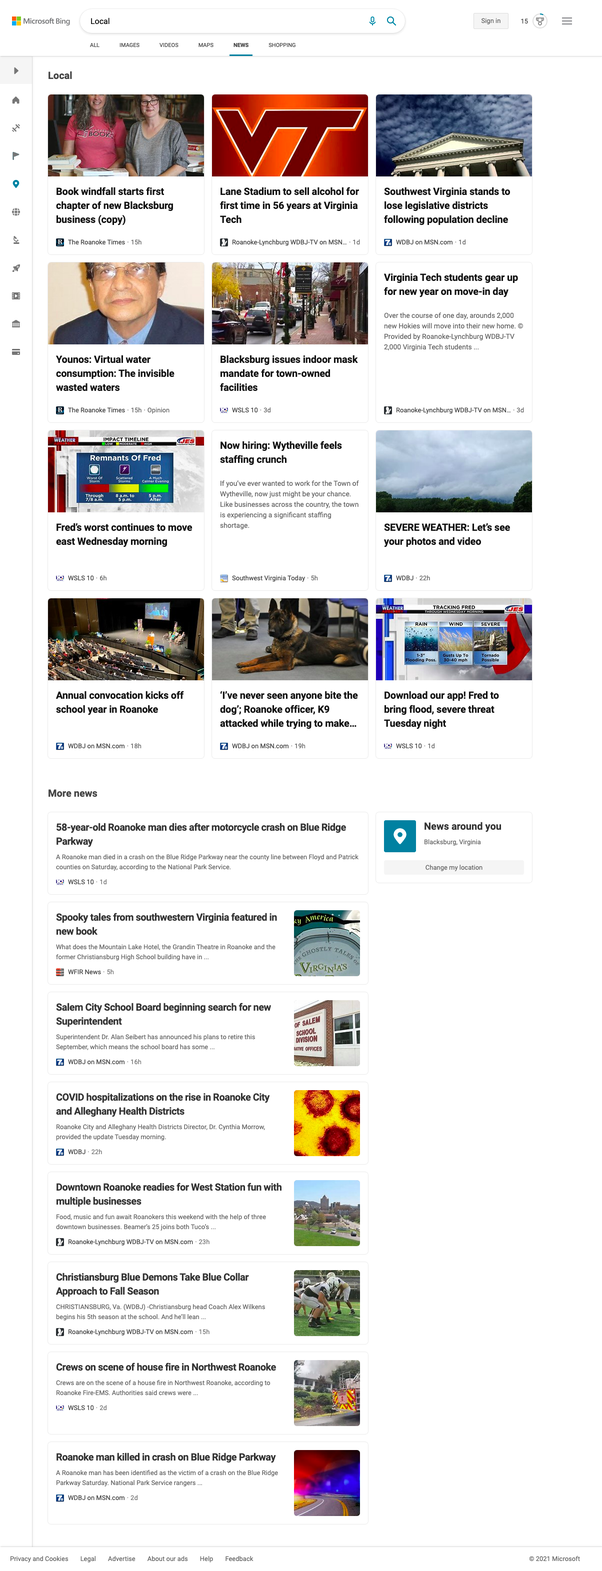 Microsoft Bing
Local
Sign in
15
ALL
IMAGES
VIDEOS
MAPS
NEWS
SHOPPING
Local
Book windfall starts first
chapter of new Blacksburg
business (copy)
The Roanoke Times · 15h
VT
Lane Stadium to sell alcohol for
first time in 56 years at Virginia
Tech
Roanoke-Lynchburg WDBJ-TV on MSN... · 1d
Southwest Virginia stands to
lose legislative districts
following population decline
WDBJ on MSN.com · 1d
Younos: Virtual water
consumption: The invisible
wasted waters
The Roanoke Times · 15h · Opinion
Blacksburg issues indoor mask
mandate for town-owned
facilities
WSLS 10 · 3d
Virginia Tech students gear up
for new year on move-in day
Over the course of one day, arounds 2,000
new Hokies will move into their new home. ©
Provided by Roanoke-Lynchburg WDBJ-TV
2,000 Virginia Tech students ...
Roanoke-Lynchburg WDBJ-TV on MSN... · 3d
WEATHER
IMPACT TIMELINE
Remnants Of Fred
Through
7/8 a.m.
8 a.m. to
5 p.m.
5 p.m.
After
Fred's worst continues to move
east Wednesday morning
WSLS 10 · 6h
Now hiring: Wytheville feels
staffing crunch
If you've ever wanted to work for the Town of
Wytheville, now just might be your chance.
Like businesses across the country, the town
is experiencing a significant staffing
shortage.
Southwest Virginia Today · 5h
SEVERE WEATHER: Let's see
your photos and video
WDBJ · 22h
Annual convocation kicks off
school year in Roanoke
WDBJ on MSN.com · 18h
'I've never seen anyone bite the
dog'; Roanoke officer, K9
attacked while trying to make...
WDBJ on MSN.com · 19h
WEATHER
TRACKING FRED
RAIN
WIND
SEVERE
1-3"
Flooding Poss.
Gusts Up To
30-40 mph
Tornado
Possible
Download our app! Fred to
bring flood, severe threat
Tuesday night
WSLS 10 · 1d
More news
58-year-old Roanoke man dies after motorcycle crash on Blue Ridge
Parkway
A Roanoke man died in a crash on the Blue Ridge Parkway near the county line between Floyd and Patrick
counties on Saturday, according to the National Park Service.
WSLS 10 · 1d
News around you
Blacksburg, Virginia
Change my location
Spooky tales from southwestern Virginia featured in
new book
What does the Mountain Lake Hotel, the Grandin Theatre in Roanoke and the
former Christiansburg High School building have in ...
WFIR News · 5h
ky America
GHOSTLY TALES
VIRGINIA'S
Salem City School Board beginning search for new
Superintendent
Superintendent Dr. Alan Seibert has announced his plans to retire this
September, which means the school board has some ...
WDBJ on MSN.com · 16h
OF SALEM
SCHOOL
DIVISION
OFFICES
COVID hospitalizations on the rise in Roanoke City
and Alleghany Health Districts
Roanoke City and Alleghany Health Districts Director, Dr. Cynthia Morrow,
provided the update Tuesday morning.
WDBJ · 22h
Downtown Roanoke readies for West Station fun with
multiple businesses
Food, music and fun await Roanokers this weekend with the help of three
downtown businesses. Beamer's 25 joins both Tuco's ...
Roanoke-Lynchburg WDBJ-TV on MSN.com · 23h
Christiansburg Blue Demons Take Blue Collar
Approach to Fall Season
CHRISTIANSBURG, Va. (WDBJ) -Christiansburg head Coach Alex Wilkens
begins his 5th season at the school. And he'll lean ...
Roanoke-Lynchburg WDBJ-TV on MSN.com · 15h
Crews on scene of house fire in Northwest Roanoke
Crews are on the scene of a house fire in Northwest Roanoke, according to
Roanoke Fire-EMS. Authorities said crews were ...
WSLS 10 · 2d
Roanoke man killed in crash on Blue Ridge Parkway
A Roanoke man has been identified as the victim of a crash on the Blue Ridge
Parkway Saturday. National Park Service rangers ...
WDBJ on MSN.com · 2d
Privacy and Cookies
Legal
Advertise
About our ads
Help
Feedback
© 2021 Microsoft